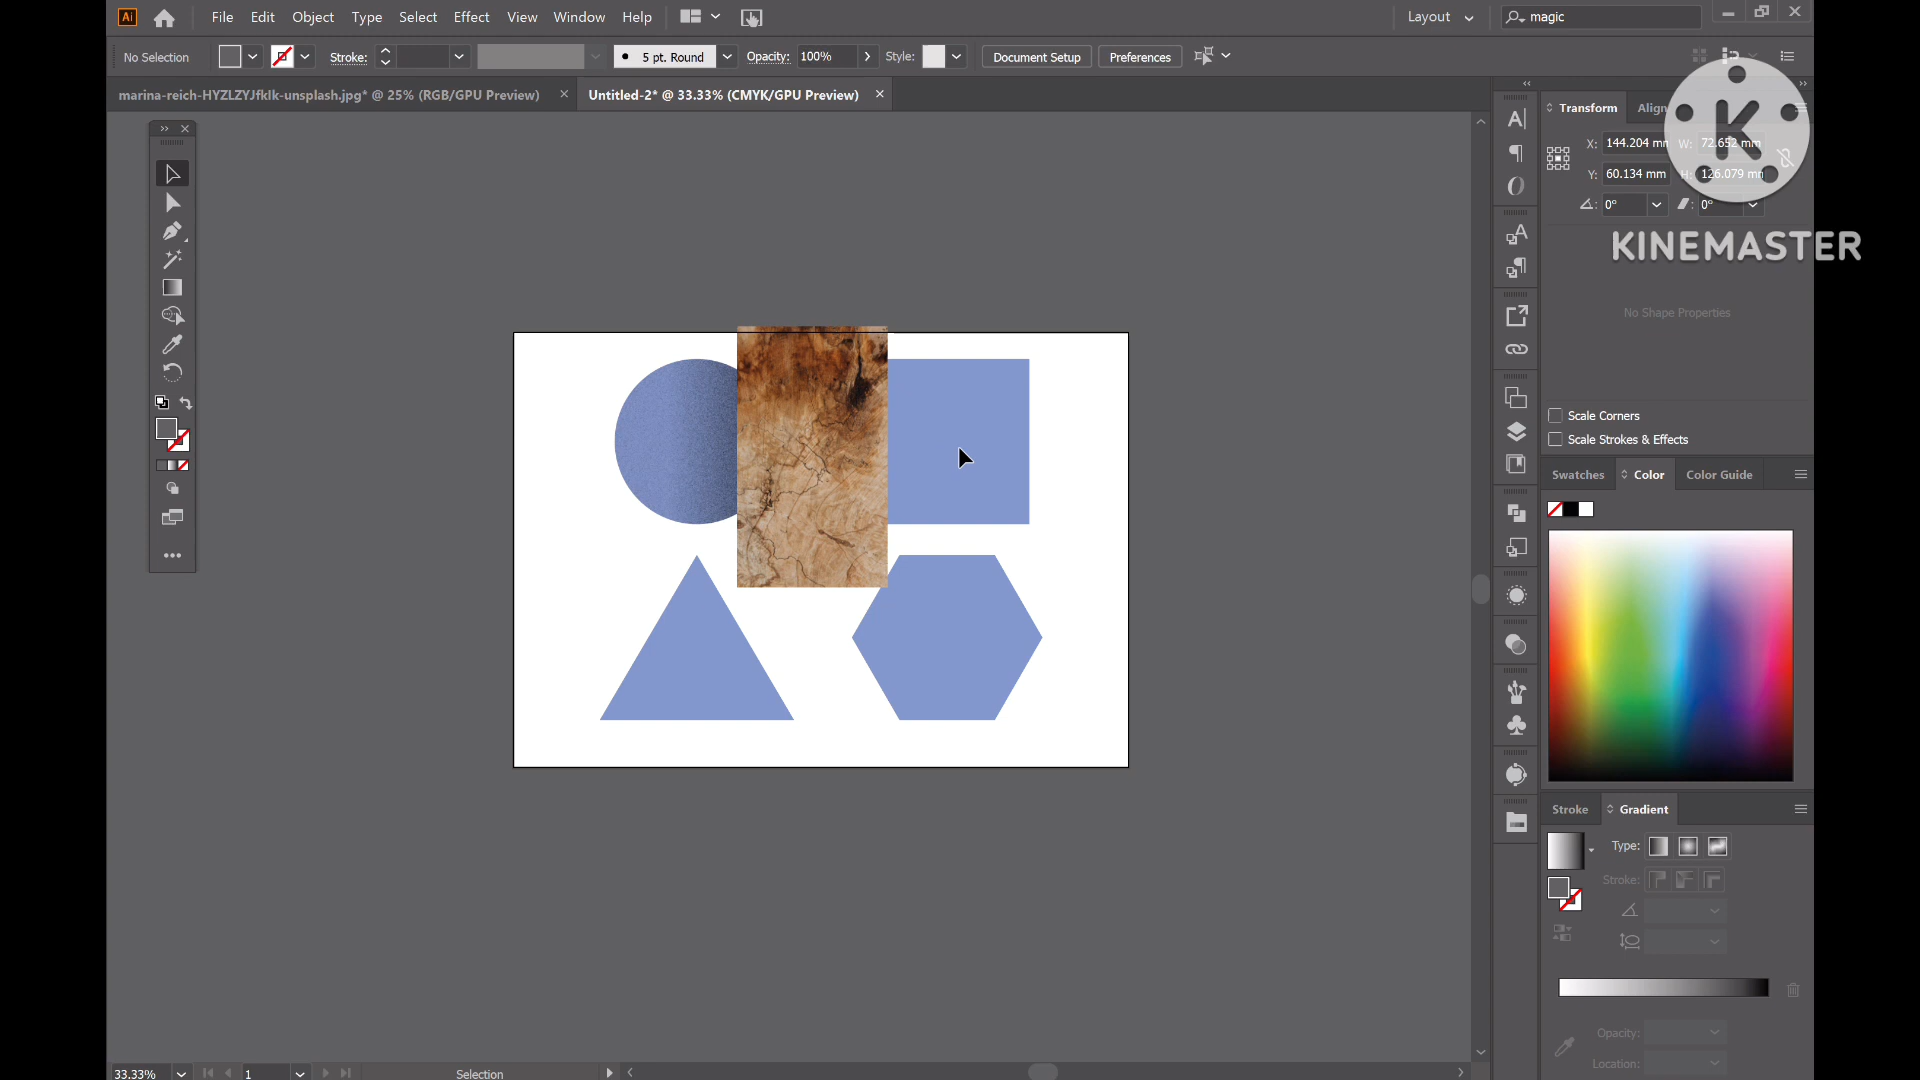 Ai File Edit Object Type Select Effect View Window Help Layout magic
No Selection Stroke: 5 pt. Round Opacity: 100% Style: Document Setup Preferences
marina-reich-HYZLZYJfkIk-unsplash.jpg* @ 25% (RGB/GPU Preview) Untitled-2* @ 33.33% (CMYK/GPU Preview)
Transform Align
X: 144.204 mm W: 72.652 mm
Y: 60.134 mm H: 126.079 mm
0° 0°
K
KINEMASTER
No Shape Properties
Scale Corners
Scale Strokes & Effects
Swatches Color Color Guide
Stroke Gradient
Type:
Stroke:
Opacity:
Location:
33.33% 1 Selection